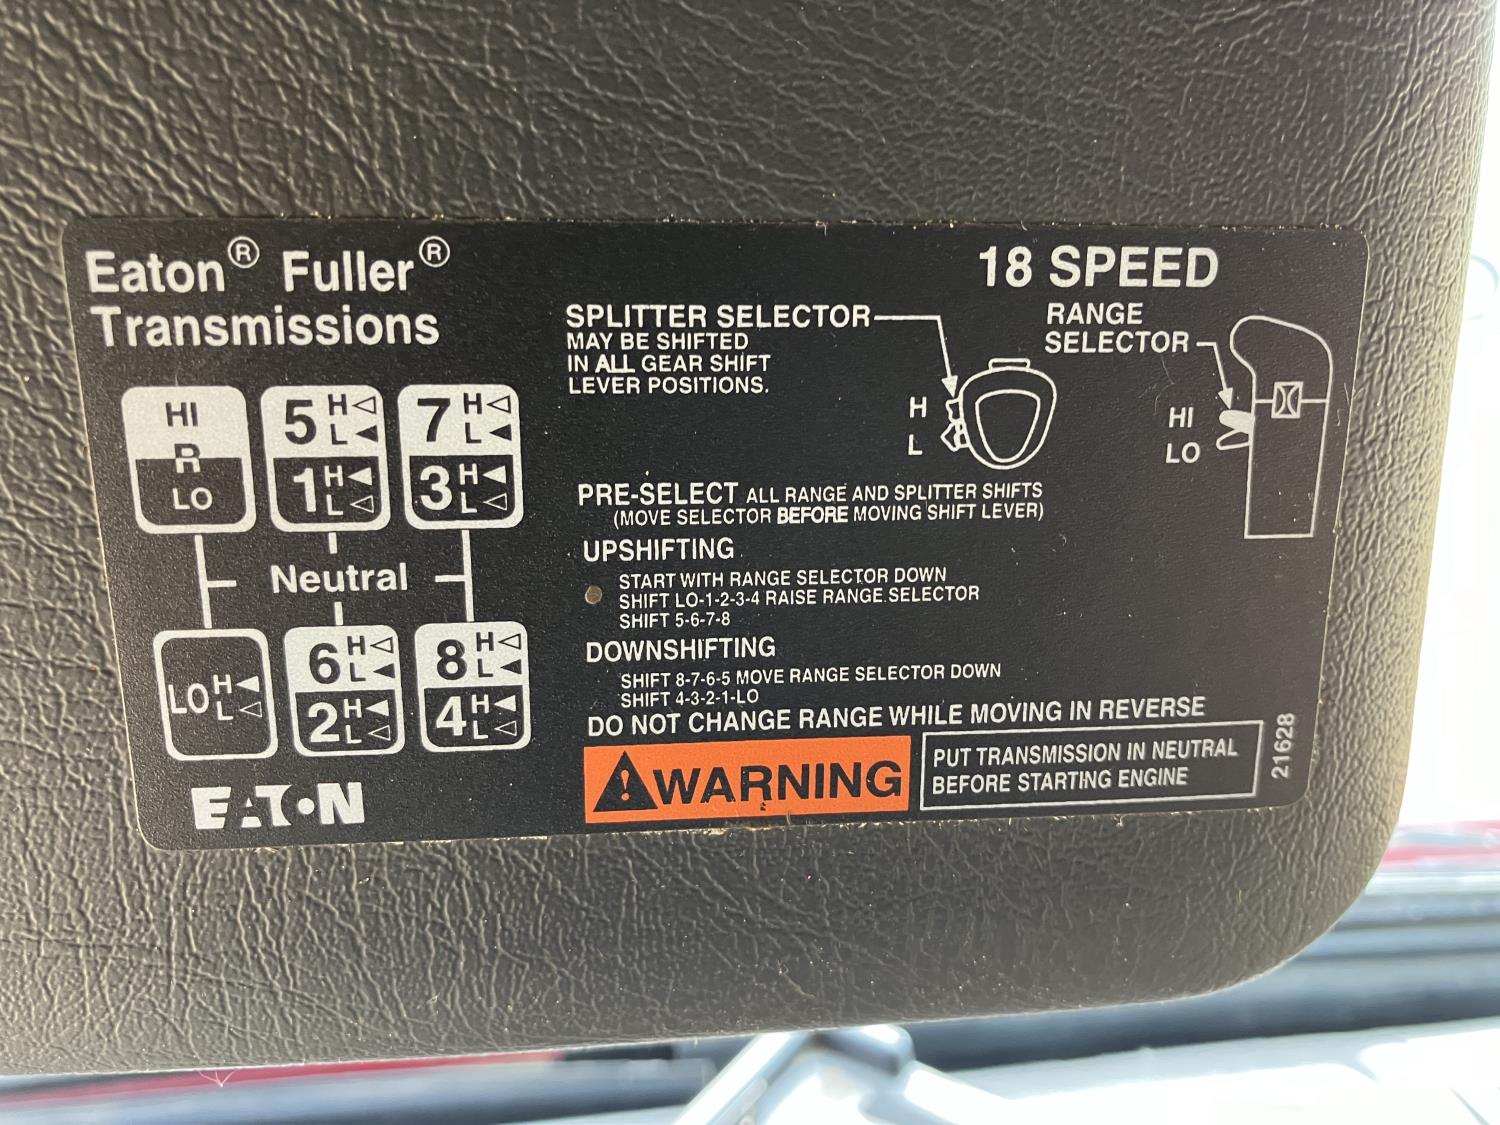 Eaton® Fuller®
Transmissions
18 SPEED
SPLITTER SELECTOR
MAY BE SHIFTED
IN ALL GEAR SHIFT
LEVER POSITIONS.
H
L
RANGE
SELECTOR
HI
LO
HI
R
LO
5 H L
1 H L
7 H L
3 H L
Neutral
LO H L
6 H L
2 H L
8 H L
4 H L
EATON
PRE-SELECT ALL RANGE AND SPLITTER SHIFTS
(MOVE SELECTOR BEFORE MOVING SHIFT LEVER)
UPSHIFTING
START WITH RANGE SELECTOR DOWN
SHIFT LO-1-2-3-4 RAISE RANGE SELECTOR
SHIFT 5-6-7-8
DOWNSHIFTING
SHIFT 8-7-6-5 MOVE RANGE SELECTOR DOWN
SHIFT 4-3-2-1-LO
DO NOT CHANGE RANGE WHILE MOVING IN REVERSE
WARNING
PUT TRANSMISSION IN NEUTRAL
BEFORE STARTING ENGINE
21628